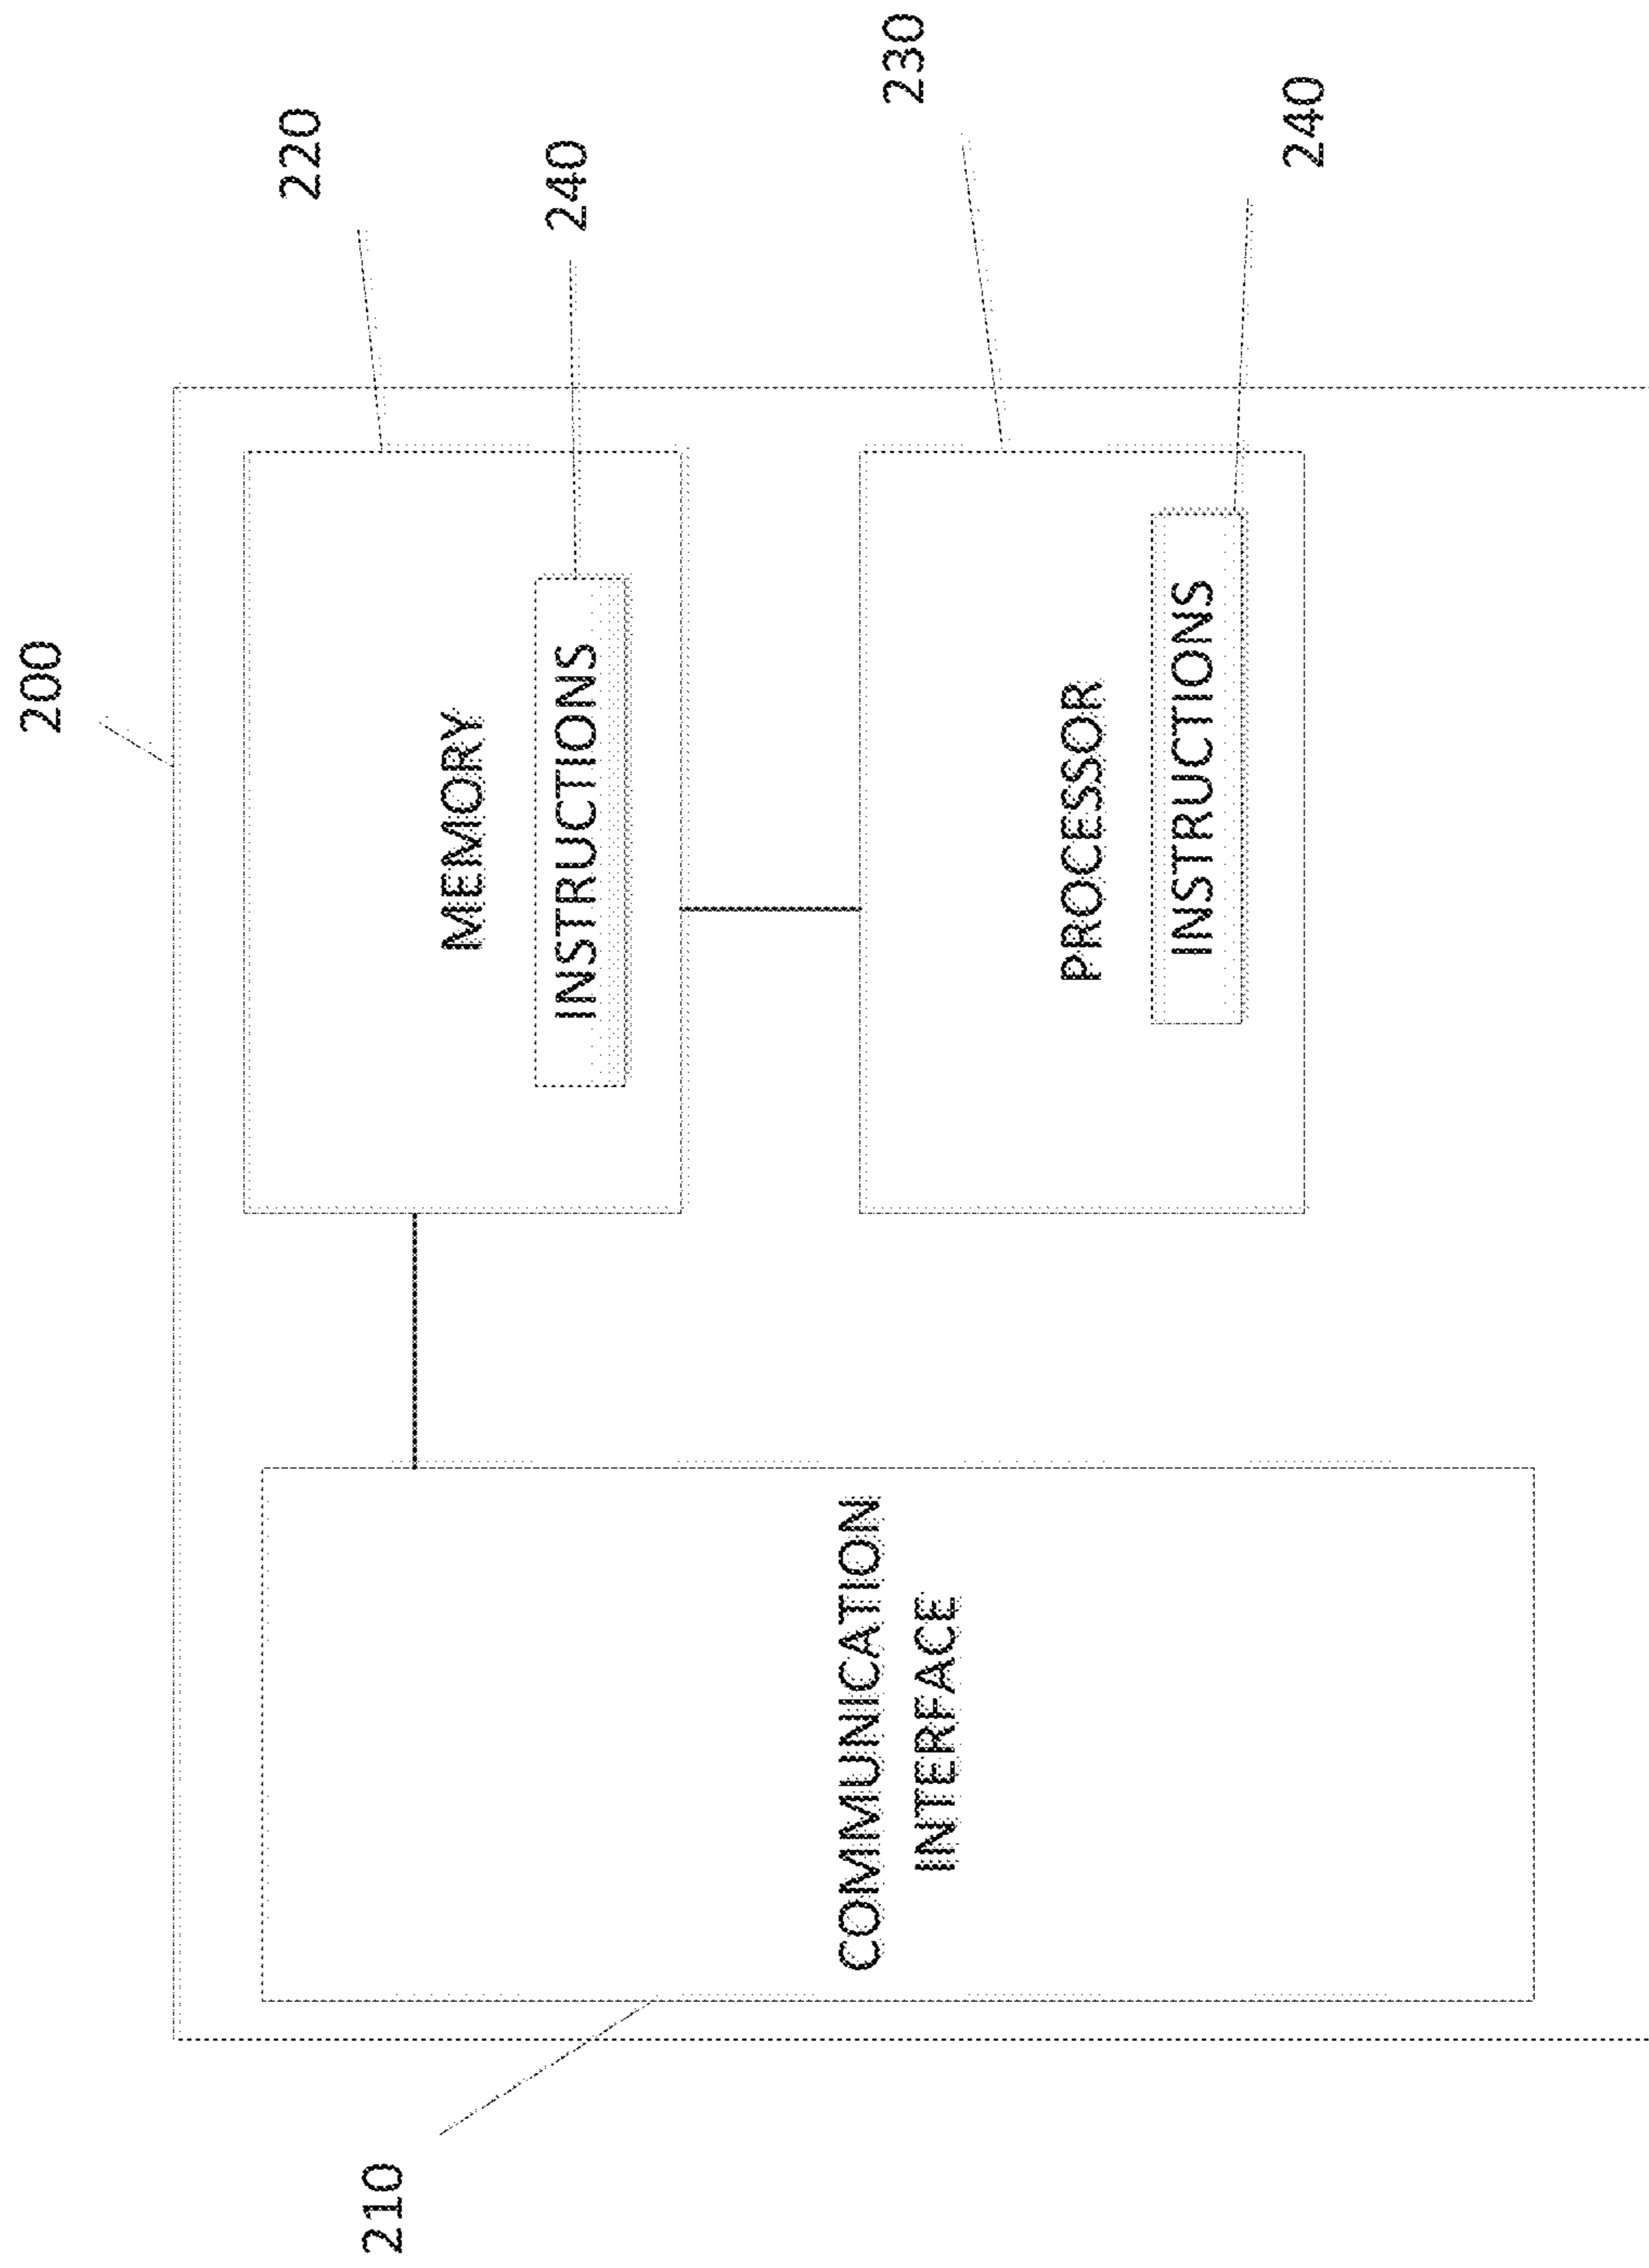 200
220
MEMORY
INSTRUCTIONS
240
COMMUNICATION
INTERFACE
210
230
PROCESSOR
INSTRUCTIONS
240